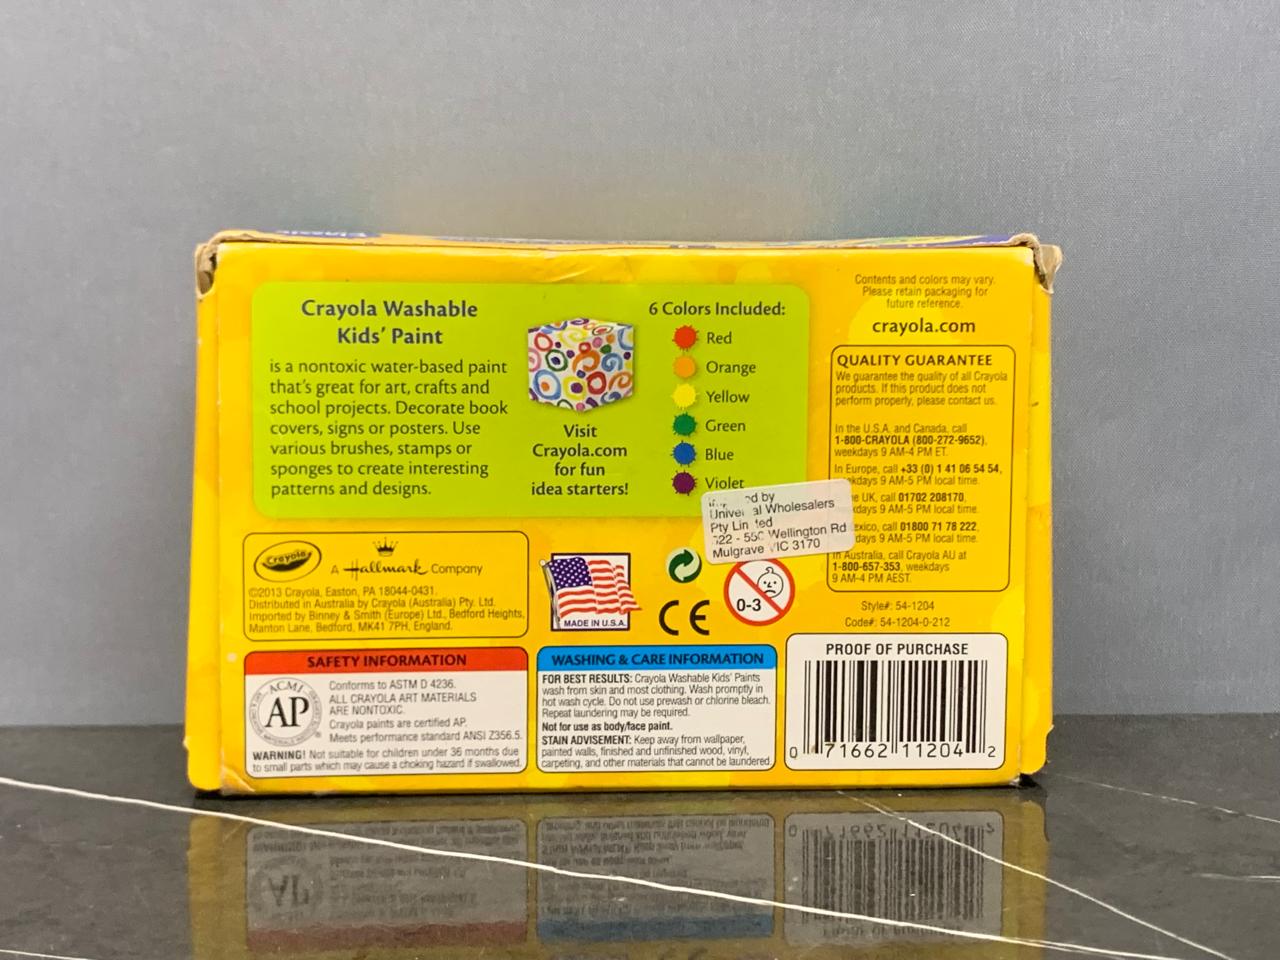 Crayola Washable
Kids' Paint
is a nontoxic water-based paint
that's great for art, crafts and
school projects. Decorate book
covers, signs or posters. Use
various brushes, stamps or
sponges to create interesting
patterns and designs.
Visit
Crayola.com
for fun
idea starters!
6 Colors Included:
Red
Orange
Yellow
Green
Blue
Violet
Contents and colors may vary.
Please retain packaging for
future reference.
crayola.com
QUALITY GUARANTEE
We guarantee the quality of all Crayola
products. If this product does not
perform properly, please contact us.
In the U.S.A. and Canada, call
1-800-CRAYOLA (800-272-9652),
weekdays 9 AM-4 PM ET.
In Europe, call +33 (0) 1 41 06 54 54,
9 AM-5 PM local time.
UK, call 01702 208170,
9 AM-5 PM local time.
call 01800 71 78 222,
9 AM-5 PM local time.
In Australia, call Crayola AU at
1-800-657-353, weekdays
9 AM-4 PM AEST.
by
Wholesalers
Pty
Wellington Rd
Mulgrave 3170
Crayola
A Hallmark Company
©2013 Crayola, Easton, PA 18044-0431.
Distributed in Australia by Crayola (Australia) Pty. Ltd.
Imported by Binney & Smith (Europe) Ltd., Bedford Heights,
Manton Lane, Bedford, MK41 7PH, England.
MADE IN U.S.A.
CE
0-3
Style#: 54-1204
Code#: 54-1204-0-212
SAFETY INFORMATION
ACMI
AP
Conforms to ASTM D 4236.
ALL CRAYOLA ART MATERIALS
ARE NONTOXIC.
Crayola paints are certified AP.
Meets performance standard ANSI Z356.5.
WARNING! Not suitable for children under 36 months due
to small parts which may cause a choking hazard if swallowed.
WASHING & CARE INFORMATION
FOR BEST RESULTS: Crayola Washable Kids' Paints
wash from skin and most clothing. Wash promptly in
hot wash cycle. Do not use prewash or chlorine bleach.
Repeat laundering may be required.
Not for use as body/face paint.
STAIN ADVISEMENT: Keep away from wallpaper,
painted walls, finished and unfinished wood, vinyl,
carpeting, and other materials that cannot be laundered.
PROOF OF PURCHASE
0 71662 11204 2